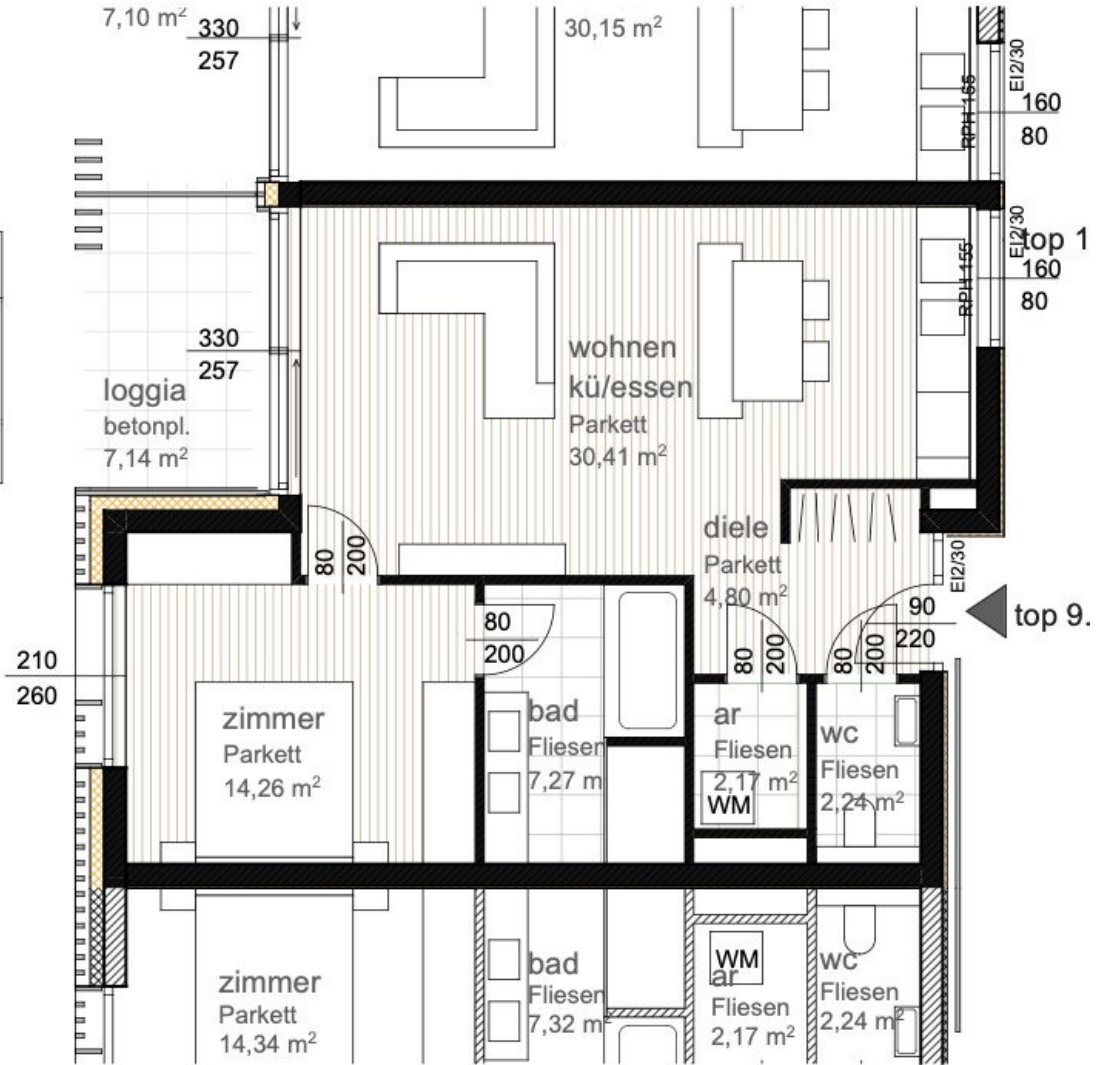 7,10 m²
330
257
30,15 m²
EI2/30
RPH 155
160
80
EI2/30
top 1
RPH 155
160
80
330
257
loggia
betonpl.
7,14 m²
wohnen
kü/essen
Parkett
30,41 m²
diele
Parkett
4,80 m²
80
200
EI2/30
90
220
top 9.
80
200
80
200
80
200
210
260
zimmer
Parkett
14,26 m²
bad
Fliesen
7,27 m
ar
Fliesen
2,17 m²
WM
wc
Fliesen
2,24 m²
zimmer
Parkett
14,34 m²
bad
Fliesen
7,32 m²
WM
ar
Fliesen
2,17 m²
wc
Fliesen
2,24 m²